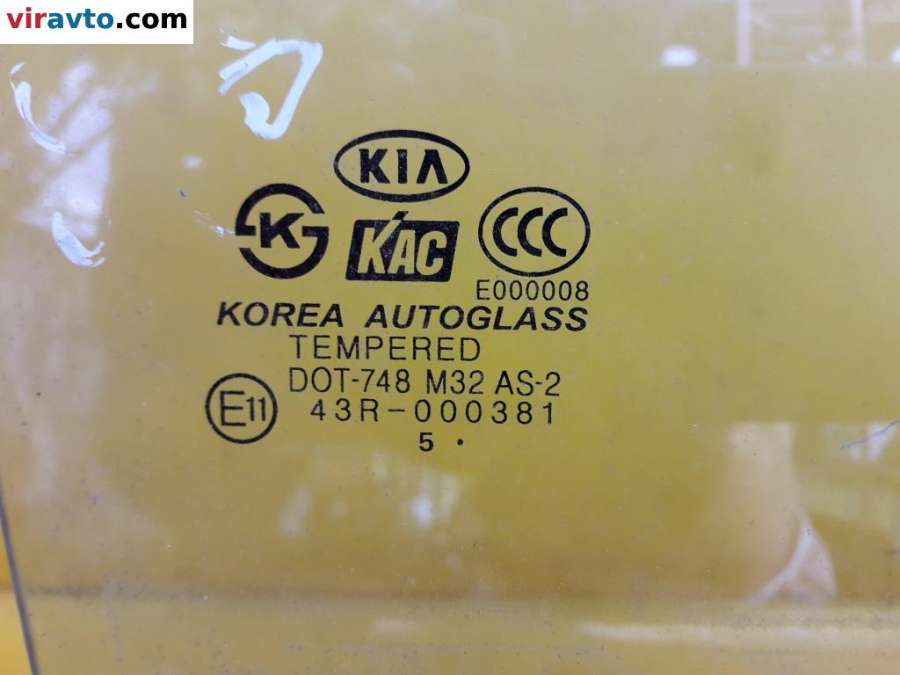 viravto.com
KIA
K
KAC
CCC
E000008
KOREA AUTOGLASS
TEMPERED
DOT-748 M32 AS-2
E11
43R-000381
5 .